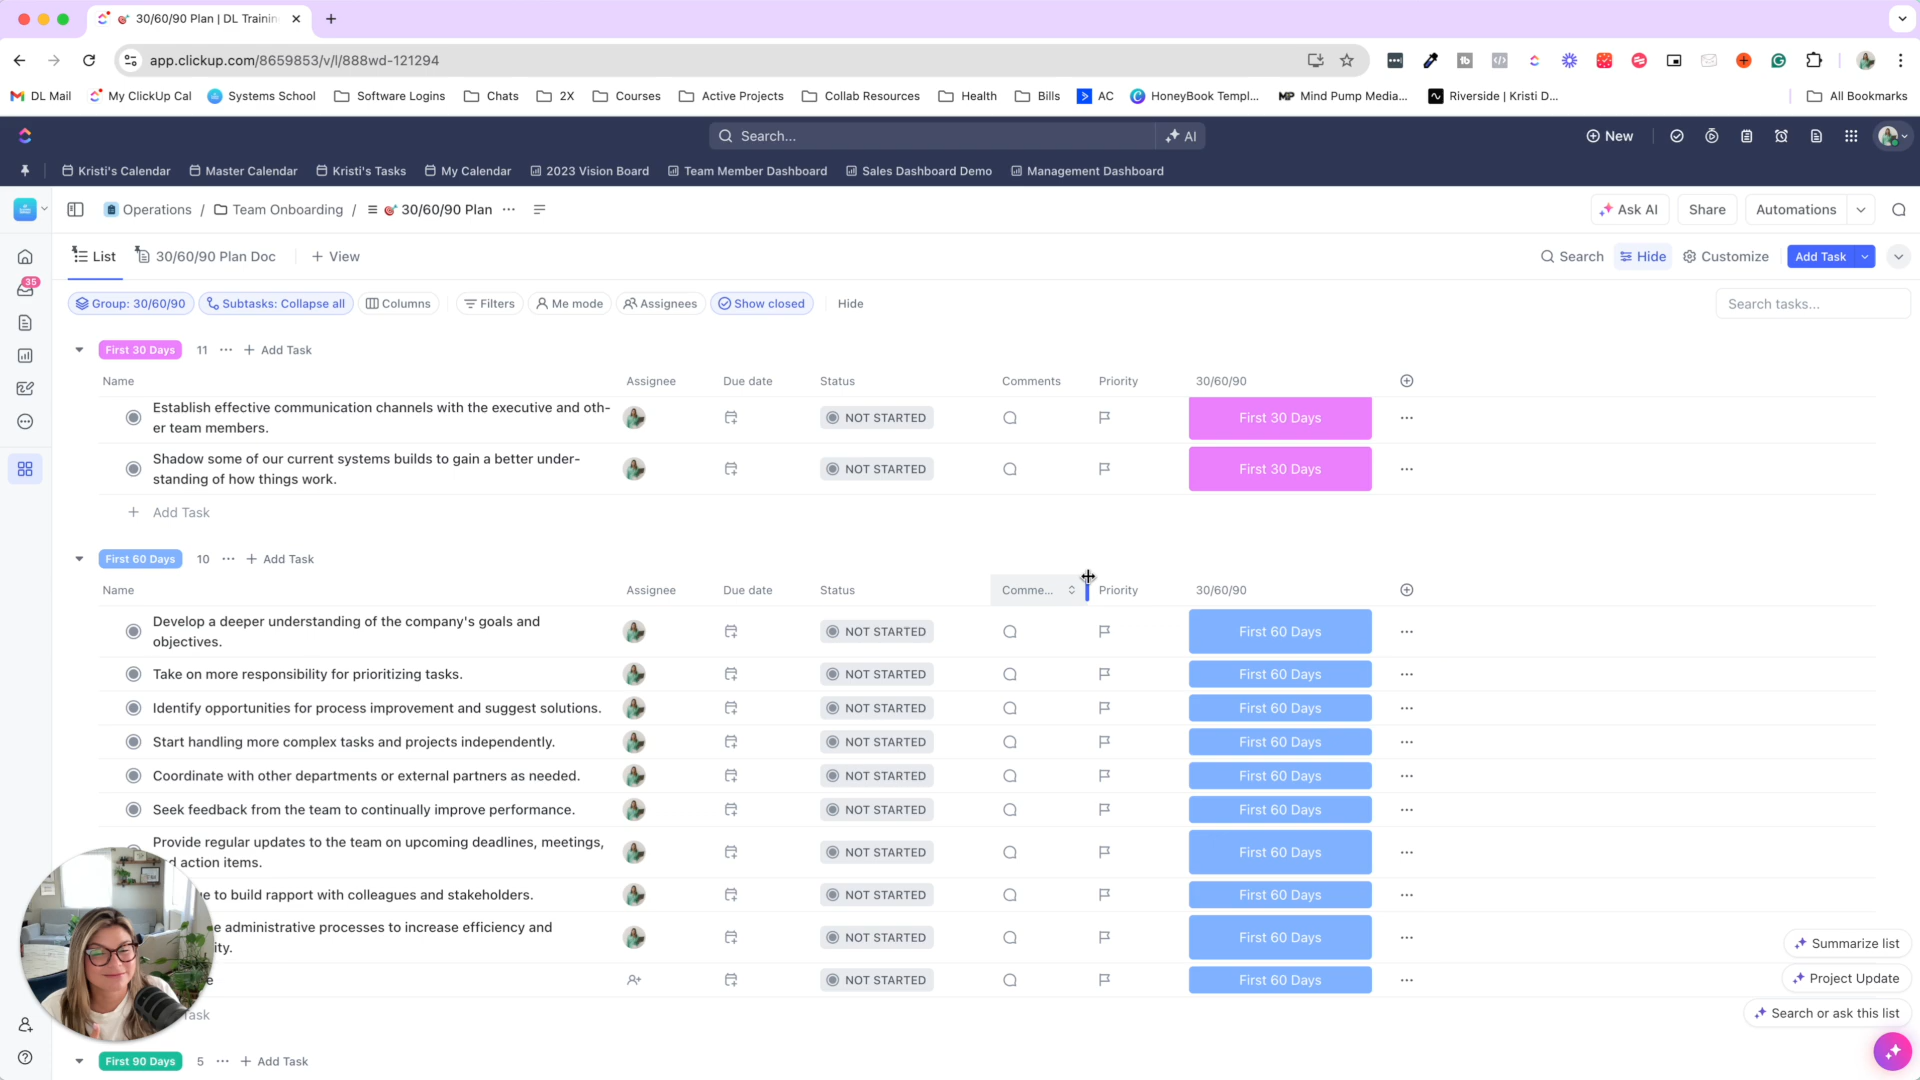 30/60/90 Plan | DL Trainin
app.clickup.com/8659853/v/l/888wd-121294
DL Mail
My ClickUp Cal
Systems School
Software Logins
Chats
2X
Courses
Active Projects
Collab Resources
Health
Bills
AC
HoneyBook Templ...
MP Mind Pump Media...
Riverside | Kristi D...
All Bookmarks
Search...
AI
New
Kristi's Calendar
Master Calendar
Kristi's Tasks
My Calendar
2023 Vision Board
Team Member Dashboard
Sales Dashboard Demo
Management Dashboard
Operations / Team Onboarding / 30/60/90 Plan
Ask AI
Share
Automations
List
30/60/90 Plan Doc
+ View
Search
Hide
Customize
Add Task
35
Group: 30/60/90
Subtasks: Collapse all
Columns
Filters
Me mode
Assignees
Show closed
Hide
Search tasks...
First 30 Days 11 ... + Add Task
Name Assignee Due date Status Comments Priority 30/60/90
Establish effective communication channels with the executive and oth-
er team members.
NOT STARTED First 30 Days
Shadow some of our current systems builds to gain a better under-
standing of how things work.
NOT STARTED First 30 Days
+ Add Task
First 60 Days 10 ... + Add Task
Name Assignee Due date Status Comme... Priority 30/60/90
Develop a deeper understanding of the company's goals and
objectives.
NOT STARTED First 60 Days
Take on more responsibility for prioritizing tasks. NOT STARTED First 60 Days
Identify opportunities for process improvement and suggest solutions. NOT STARTED First 60 Days
Start handling more complex tasks and projects independently. NOT STARTED First 60 Days
Coordinate with other departments or external partners as needed. NOT STARTED First 60 Days
Seek feedback from the team to continually improve performance. NOT STARTED First 60 Days
Provide regular updates to the team on upcoming deadlines, meetings,
action items.
NOT STARTED First 60 Days
to build rapport with colleagues and stakeholders. NOT STARTED First 60 Days
administrative processes to increase efficiency and
NOT STARTED First 60 Days
NOT STARTED First 60 Days
Task
First 90 Days 5 ... + Add Task
Summarize list
Project Update
Search or ask this list